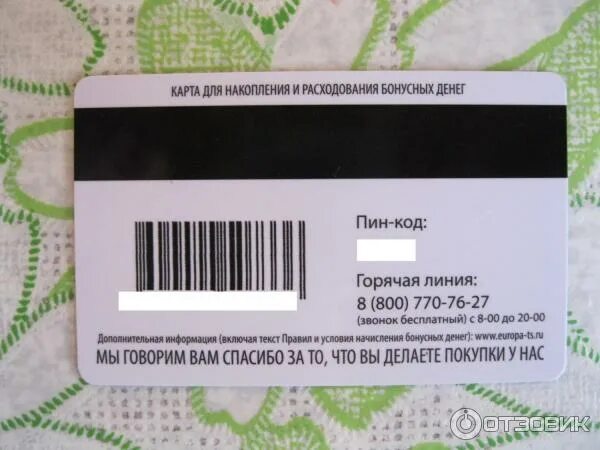 КАРТА ДЛЯ НАКОПЛЕНИЯ И РАСХОДОВАНИЯ БОНУСНЫХ ДЕНЕГ
Пин-код:
Горячая линия:
8 (800) 770-76-27
(звонок бесплатный) с 8-00 до 20-00
Дополнительная информация (включая текст Правил и условия начисления бонусных денег): www.europa-ts.ru
МЫ ГОВОРИМ ВАМ СПАСИБО ЗА ТО, ЧТО ВЫ ДЕЛАЕТЕ ПОКУПКИ У НАС
ОТЗОВИК